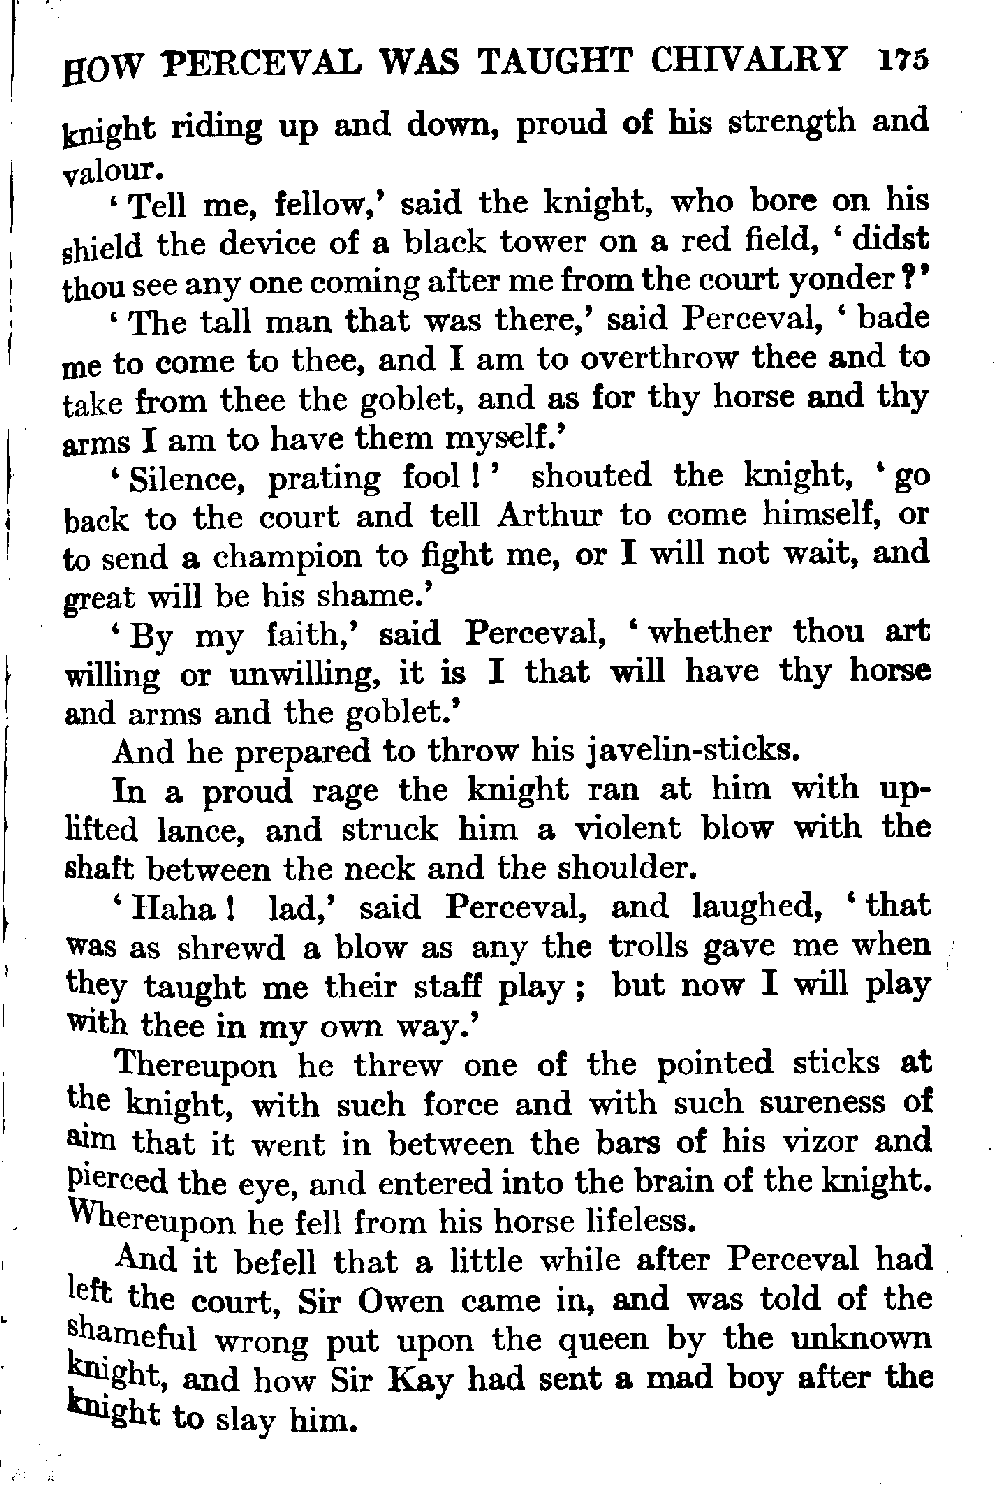 HOW PERCEVAL WAS TAUGHT CHIVALRY 175
knight riding up and down, proud of his strength and
valour.
‘ Tell me, fellow,’ said the knight, who bore on his
shield the device of a black tower on a red field, ‘ didst
thou see any one coming after me from the court yonder ?’
‘ The tall man that was there,’ said Perceval, ‘ bade
me to come to thee, and I am to overthrow thee and to
take from thee the goblet, and as for thy horse and thy
arms I am to have them myself.’
‘ Silence, prating fool ! ’ shouted the knight, ‘ go
back to the court and tell Arthur to come himself, or
to send a champion to fight me, or I will not wait, and
great will be his shame.’
‘ By my faith,’ said Perceval, ‘ whether thou art
willing or unwilling, it is I that will have thy horse
and arms and the goblet.’
And he prepared to throw his javelin-sticks.
In a proud rage the knight ran at him with up-
lifted lance, and struck him a violent blow with the
shaft between the neck and the shoulder.
‘ Haha ! lad,’ said Perceval, and laughed, ‘ that
was as shrewd a blow as any the trolls gave me when
they taught me their staff play ; but now I will play
with thee in my own way.’
Thereupon he threw one of the pointed sticks at
the knight, with such force and with such sureness of
aim that it went in between the bars of his vizor and
pierced the eye, and entered into the brain of the knight.
Whereupon he fell from his horse lifeless.
And it befell that a little while after Perceval had
left the court, Sir Owen came in, and was told of the
shameful wrong put upon the queen by the unknown
knight, and how Sir Kay had sent a mad boy after the
knight to slay him.